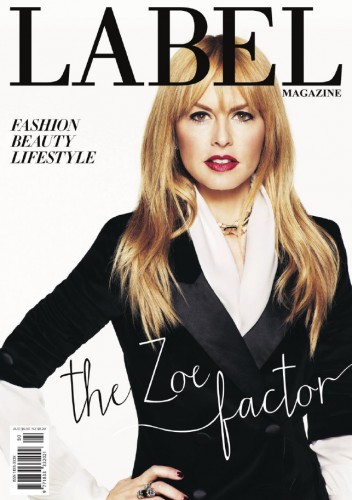 LABEL
MAGAZINE
FASHION
BEAUTY
LIFESTYLE
the Zoe
factor